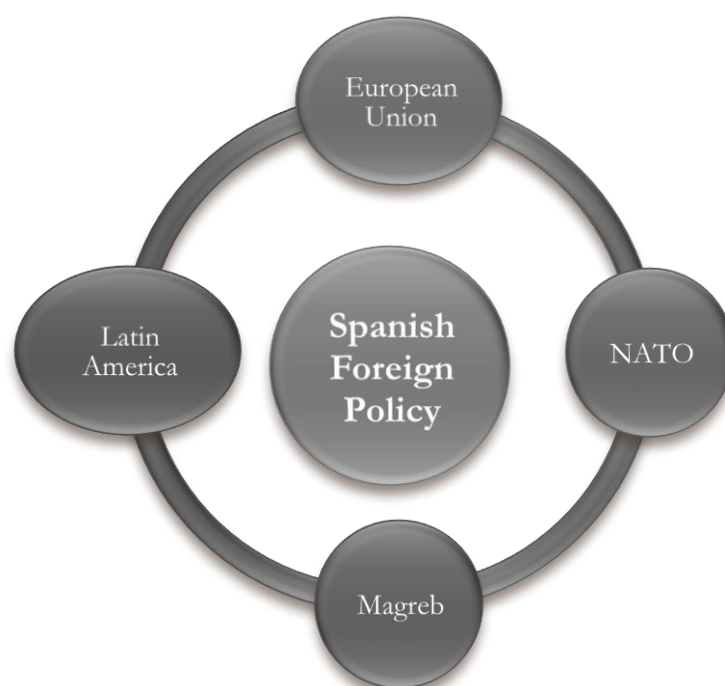 European
Union
Latin
America
Spanish
Foreign
Policy
NATO
Magreb